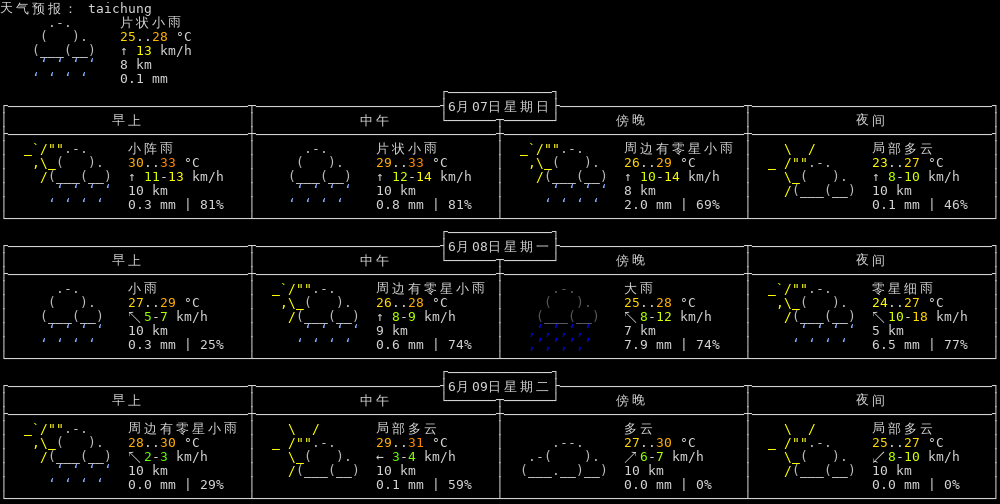 天气预报： taichung
片状小雨
25..28 °C
↑ 13 km/h
8 km
0.1 mm
6月07日星期日
早上 中午 傍晚 夜间
小阵雨 片状小雨 周边有零星小雨 局部多云
30..33 °C 29..33 °C 26..29 °C 23..27 °C
↑ 11-13 km/h ↑ 12-14 km/h ↑ 10-14 km/h ↑ 8-10 km/h
10 km 10 km 8 km 10 km
0.3 mm | 81% 0.8 mm | 81% 2.0 mm | 69% 0.1 mm | 46%
6月08日星期一
早上 中午 傍晚 夜间
小雨 周边有零星小雨 大雨 零星细雨
27..29 °C 26..28 °C 25..28 °C 24..27 °C
↖ 5-7 km/h ↑ 8-9 km/h ↖ 8-12 km/h ↖ 10-18 km/h
10 km 9 km 7 km 5 km
0.3 mm | 25% 0.6 mm | 74% 7.9 mm | 74% 6.5 mm | 77%
6月09日星期二
早上 中午 傍晚 夜间
周边有零星小雨 局部多云 多云 局部多云
28..30 °C 29..31 °C 27..30 °C 25..27 °C
↖ 2-3 km/h ← 3-4 km/h ↗ 6-7 km/h ↙ 8-10 km/h
10 km 10 km 10 km 10 km
0.0 mm | 29% 0.1 mm | 59% 0.0 mm | 0% 0.0 mm | 0%